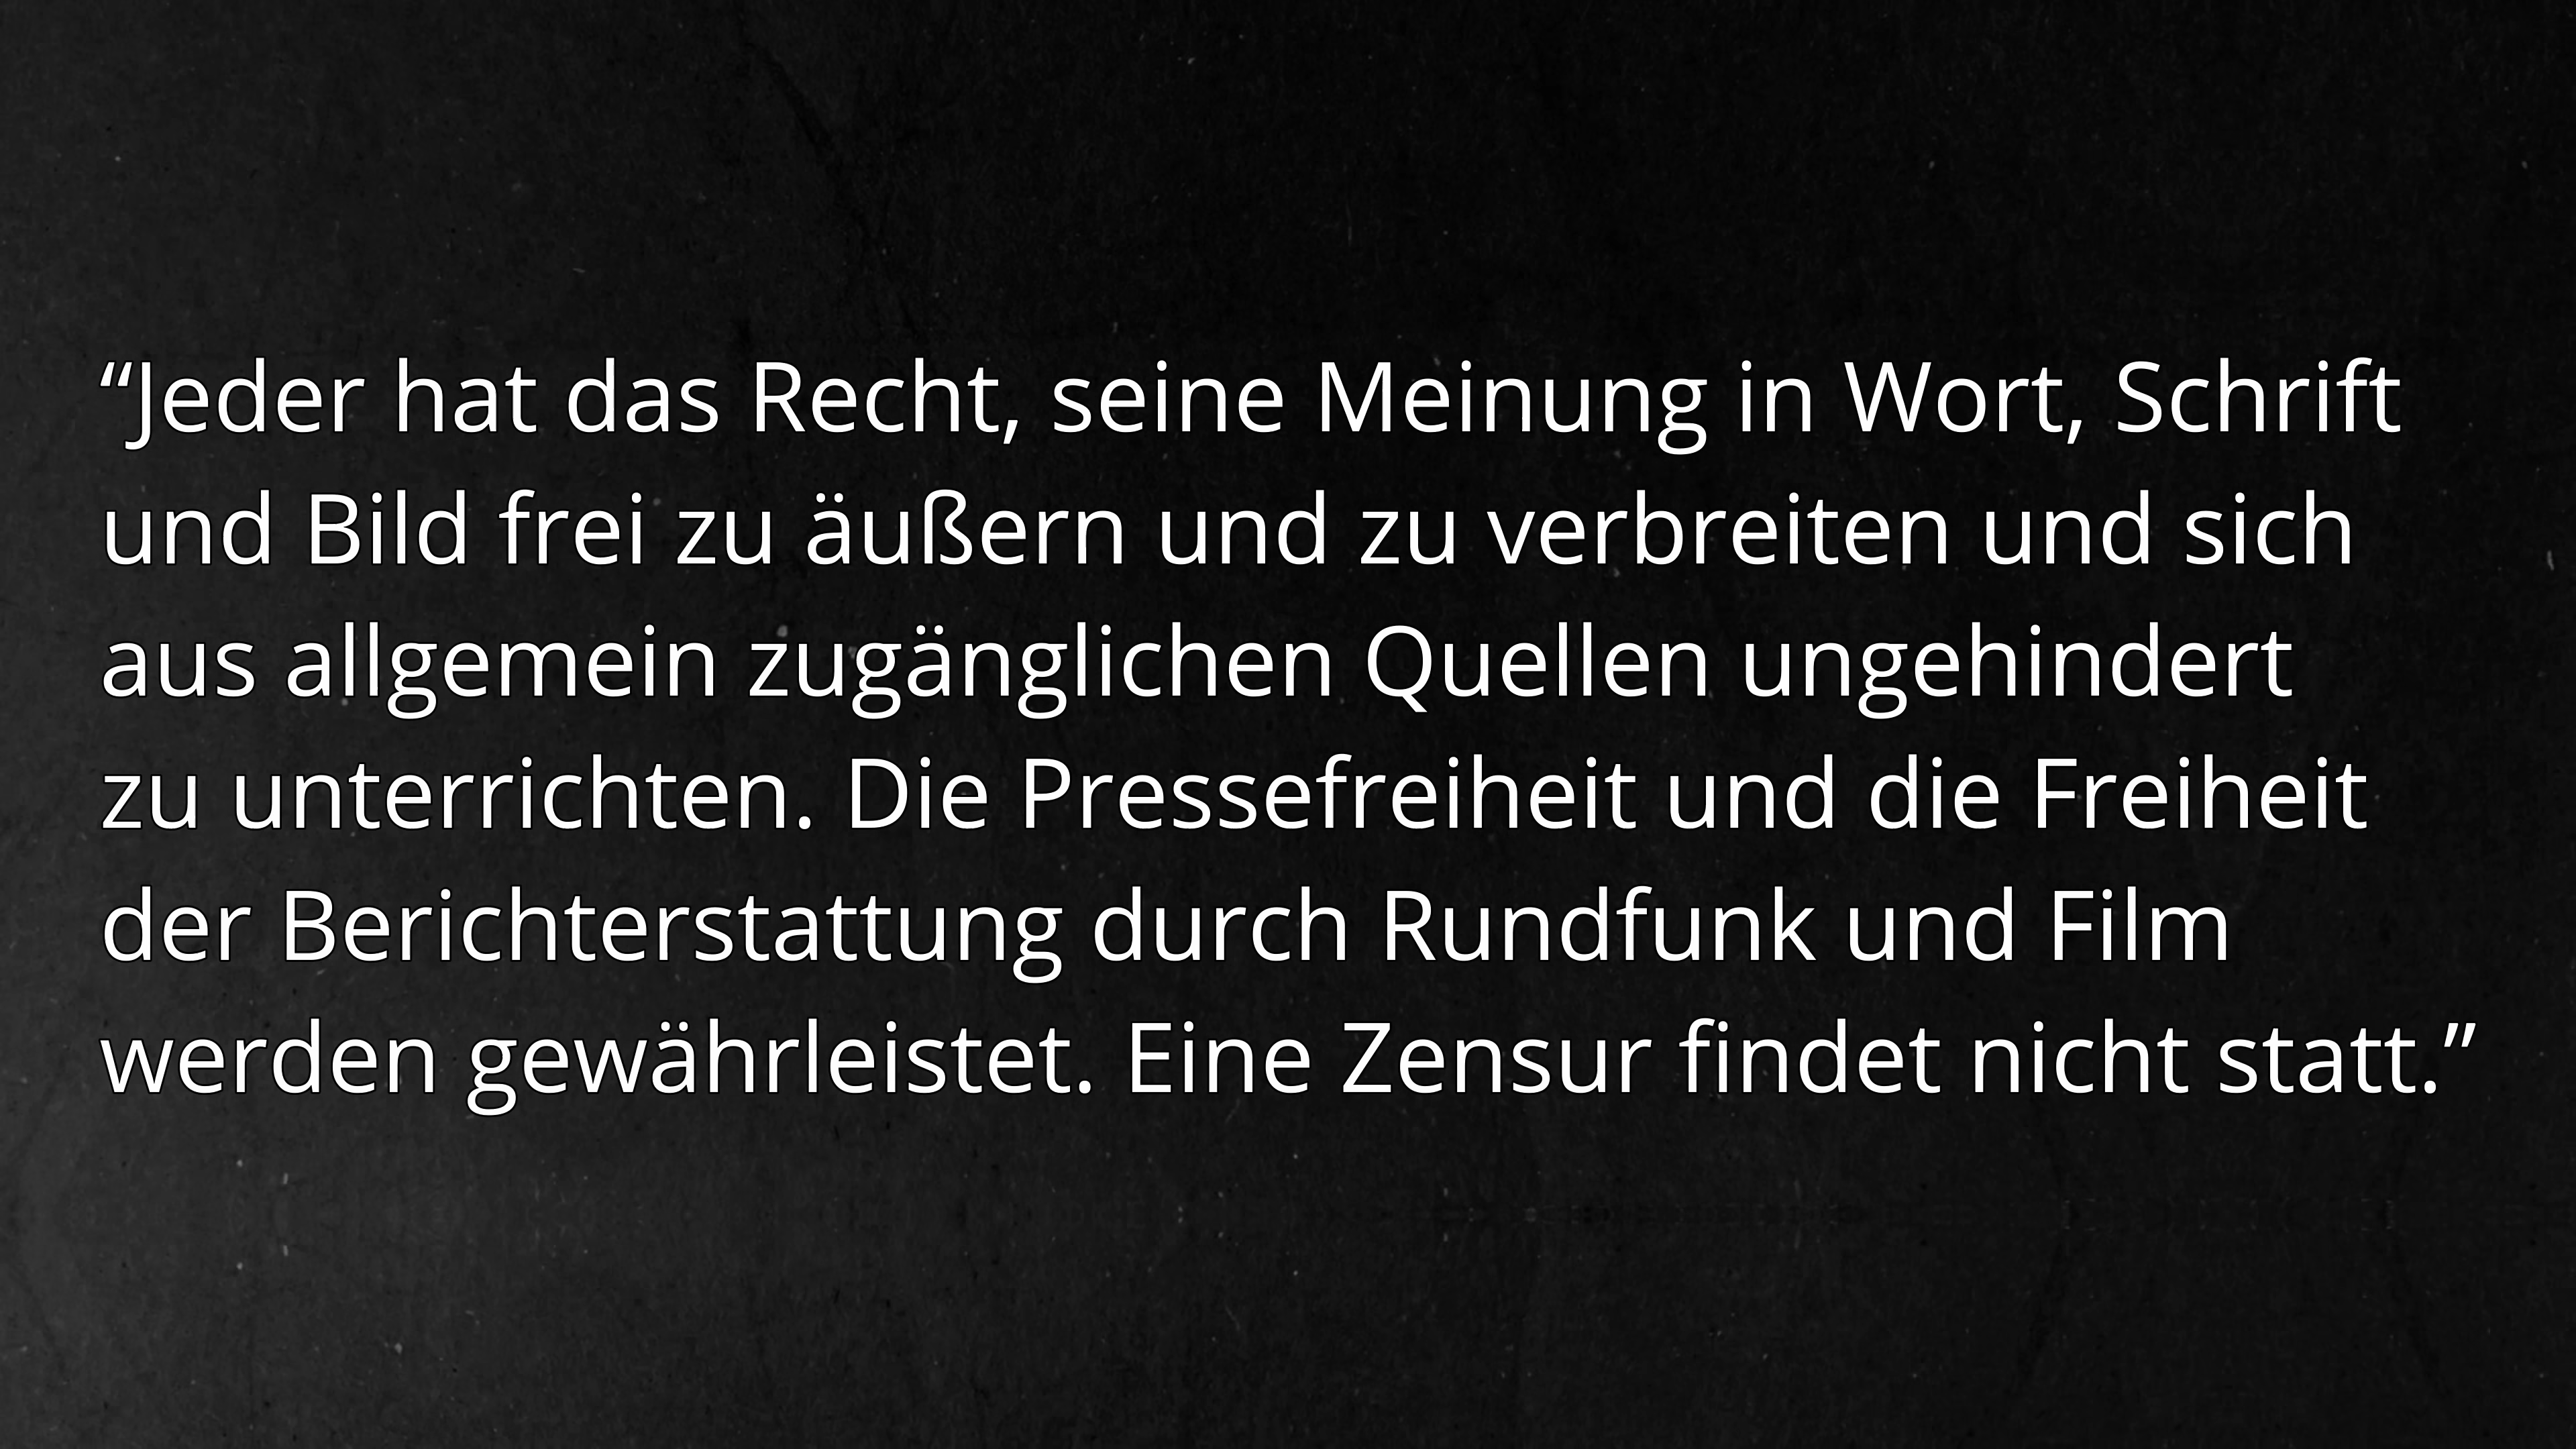 “Jeder hat das Recht, seine Meinung in Wort, Schrift
und Bild frei zu äußern und zu verbreiten und sich
aus allgemein zugänglichen Quellen ungehindert
zu unterrichten. Die Pressefreiheit und die Freiheit
der Berichterstattung durch Rundfunk und Film
werden gewährleistet. Eine Zensur findet nicht statt.”